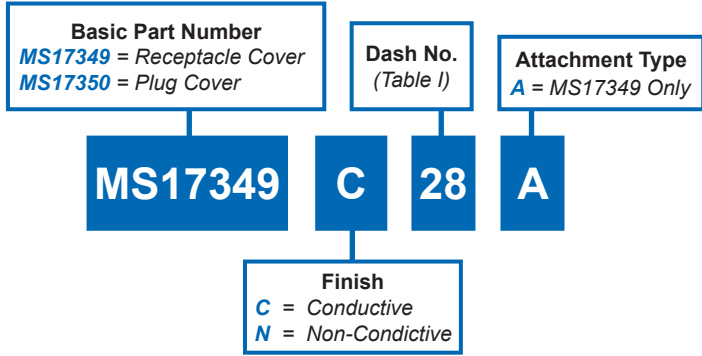 Basic Part Number
MS17349 = Receptacle Cover
MS17350 = Plug Cover
Dash No.
(Table I)
Attachment Type
A = MS17349 Only
MS17349 C 28 A
Finish
C = Conductive
N = Non-Condictive